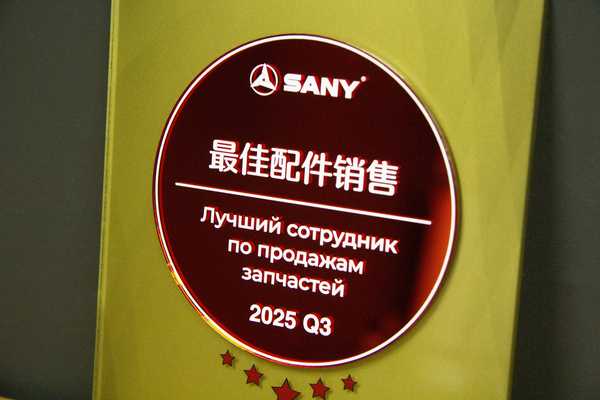 SANY®
最佳配件销售
Лучший сотрудник
по продажам
запчастей
2025 Q3